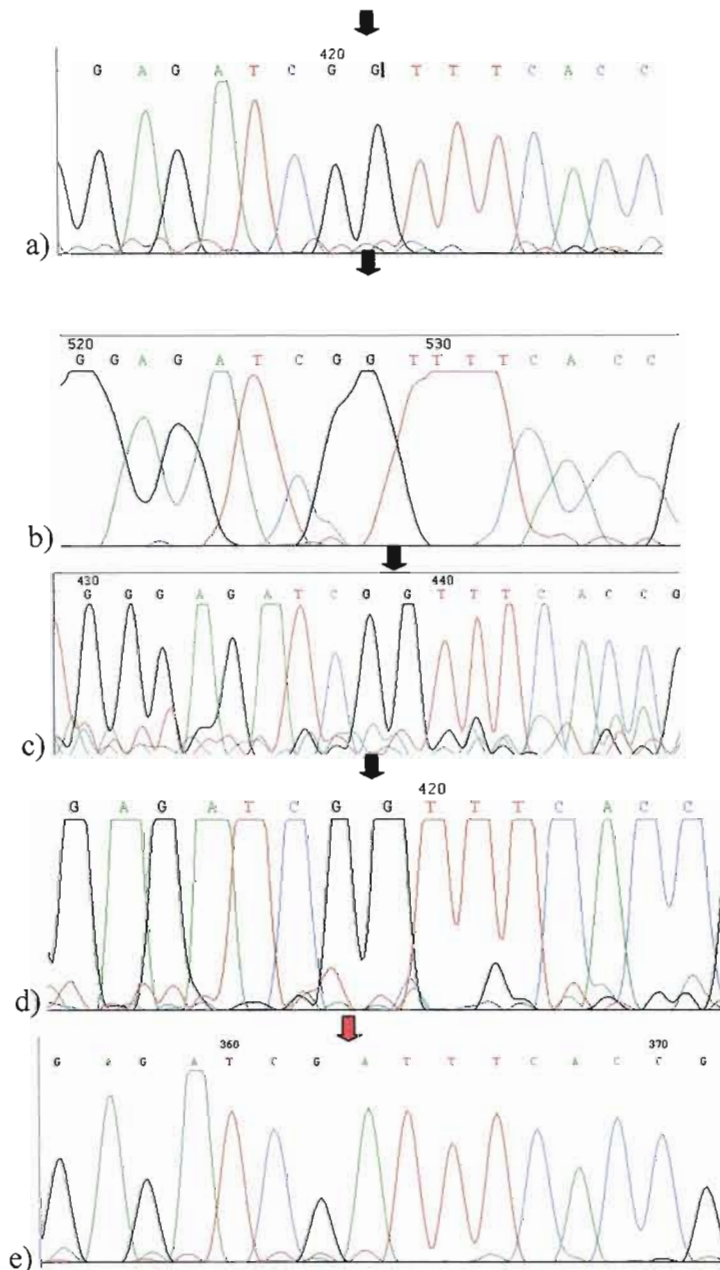 420
G A G A T C G G T T T C A C C
a)
520 530
G G A G A T C G G T T T T C A C C
b)
430 440
G G G A G A T C G G T T T C A C C G
c)
420
G A G A T C G G T T T C A C C
d)
360 370
G A G A T C G A T T T C A C C G
e)